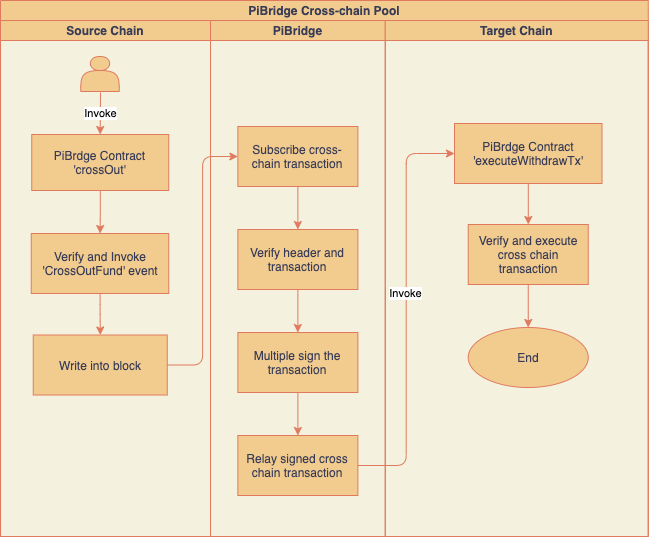 PiBridge Cross-chain Pool
Source Chain
PiBridge
Target Chain
Invoke
PiBrdge Contract
'crossOut'
Verify and Invoke
'CrossOutFund' event
Write into block
Subscribe cross-
chain transaction
Verify header and
transaction
Multiple sign the
transaction
Relay signed cross
chain transaction
Invoke
PiBrdge Contract
'executeWithdrawTx'
Verify and execute
cross chain
transaction
End